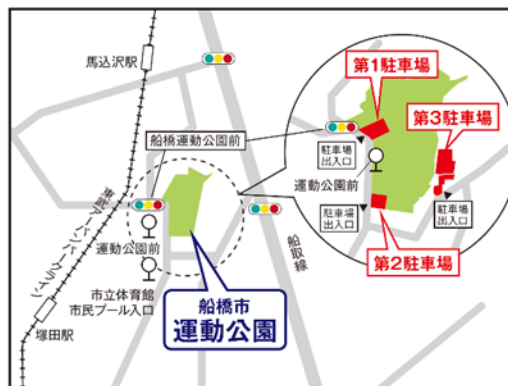 馬込沢駅
船橋運動公園前
東武アーバンパークライン
運動公園前
市立体育館
市民プール入口
塚田駅
船橋市
運動公園
船取線
第1駐車場
駐車場
出入口
運動公園前
第3駐車場
駐車場
出入口
駐車場
出入口
第2駐車場